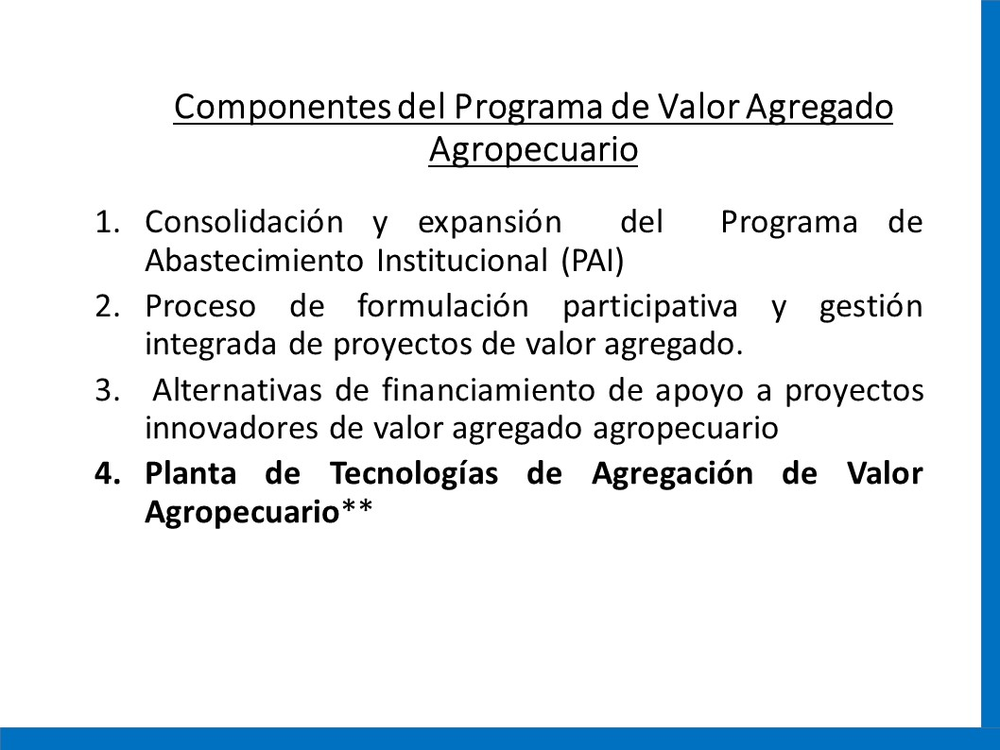 Componentes del Programa de Valor Agregado
Agropecuario
1. Consolidación y expansión del Programa de
Abastecimiento Institucional (PAI)
2. Proceso de formulación participativa y gestión
integrada de proyectos de valor agregado.
3. Alternativas de financiamiento de apoyo a proyectos
innovadores de valor agregado agropecuario
4. Planta de Tecnologías de Agregación de Valor
Agropecuario**